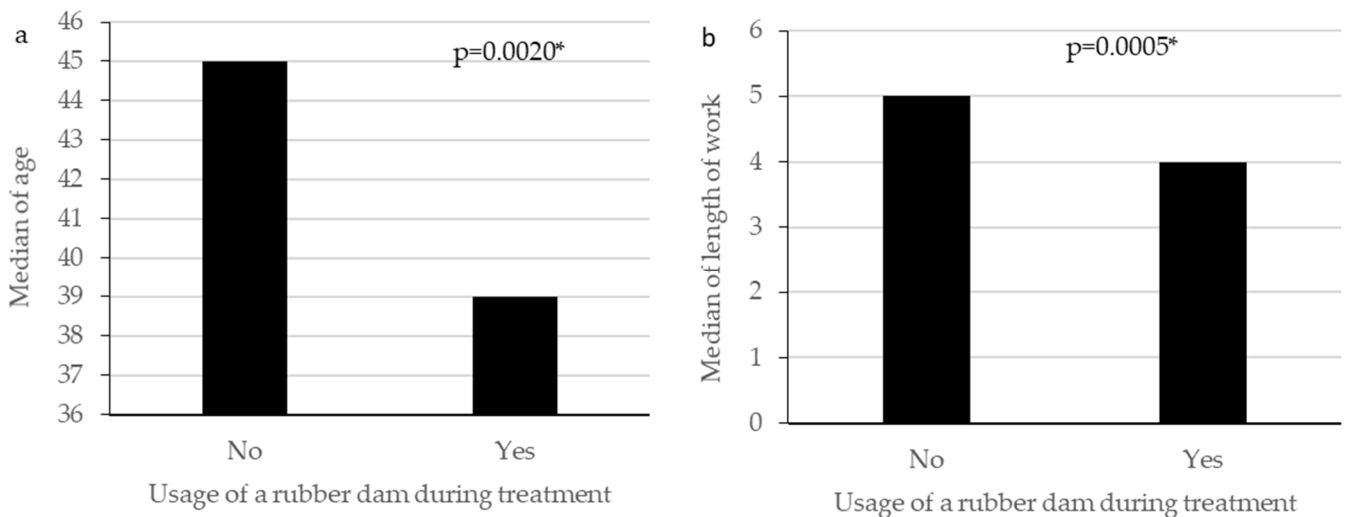 a
p=0.0020*
Median of age
46
45
44
43
42
41
40
39
38
37
36
No
Yes
Usage of a rubber dam during treatment
b
p=0.0005*
Median of length of work
6
5
4
3
2
1
0
No
Yes
Usage of a rubber dam during treatment